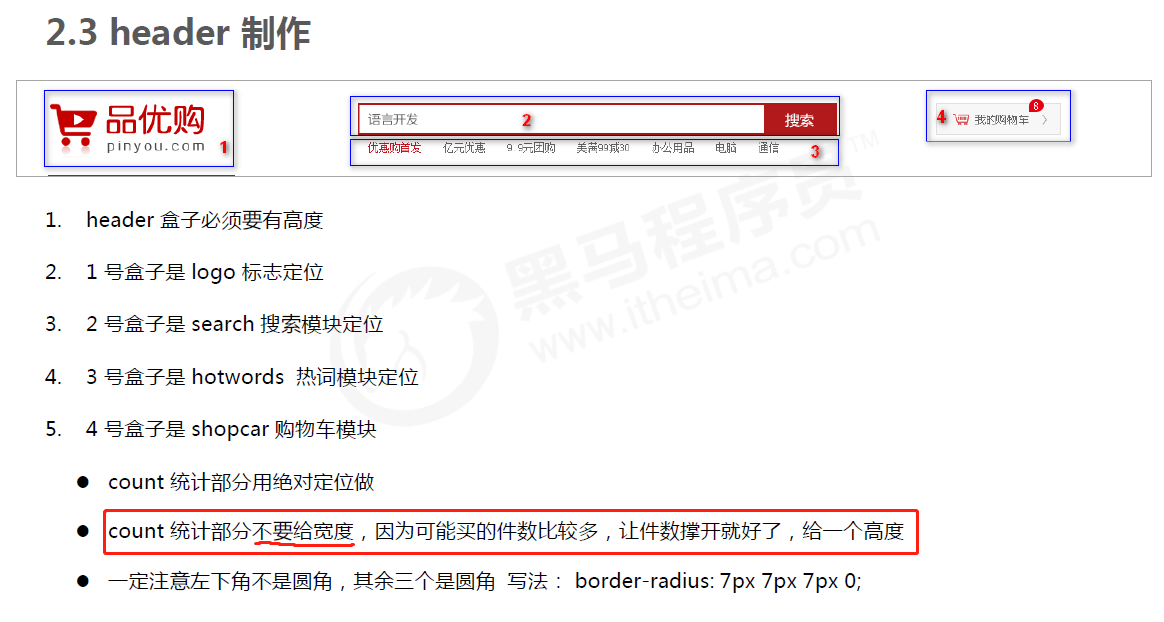 2.3 header 制作
品优购
pinyou.com
1
语言开发
2
搜索
优惠购首发 亿元优惠 9.9元团购 美满99减30 办公用品 电脑 通信
3
4
我的购物车
8
1. header 盒子必须要有高度
2. 1 号盒子是 logo 标志定位
3. 2 号盒子是 search 搜索模块定位
4. 3 号盒子是 hotwords 热词模块定位
5. 4 号盒子是 shopcar 购物车模块
● count 统计部分用绝对定位做
● count 统计部分不要给宽度，因为可能买的件数比较多，让件数撑开就好了，给一个高度
● 一定注意左下角不是圆角，其余三个是圆角 写法： border-radius: 7px 7px 7px 0;
黑马程序员TM
www.itheima.com